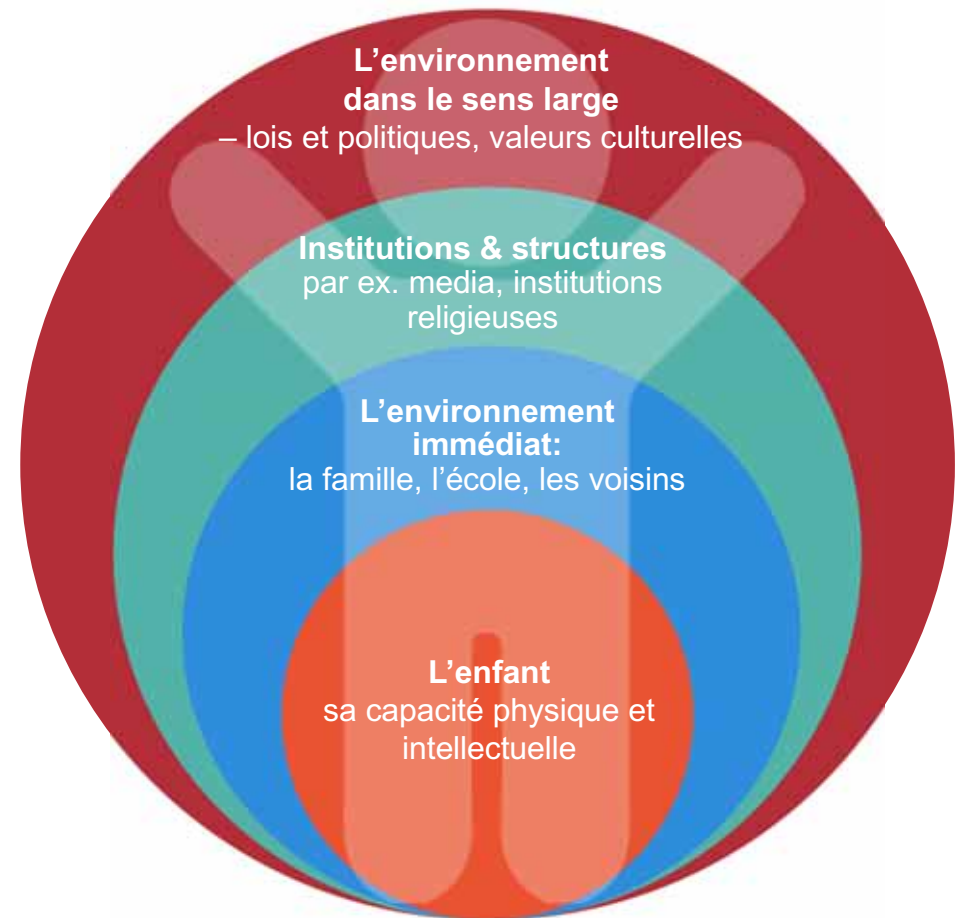 L’environnement
dans le sens large
– lois et politiques, valeurs culturelles
Institutions & structures
par ex. media, institutions
religieuses
L’environnement
immédiat:
la famille, l’école, les voisins
L’enfant
sa capacité physique et
intellectuelle